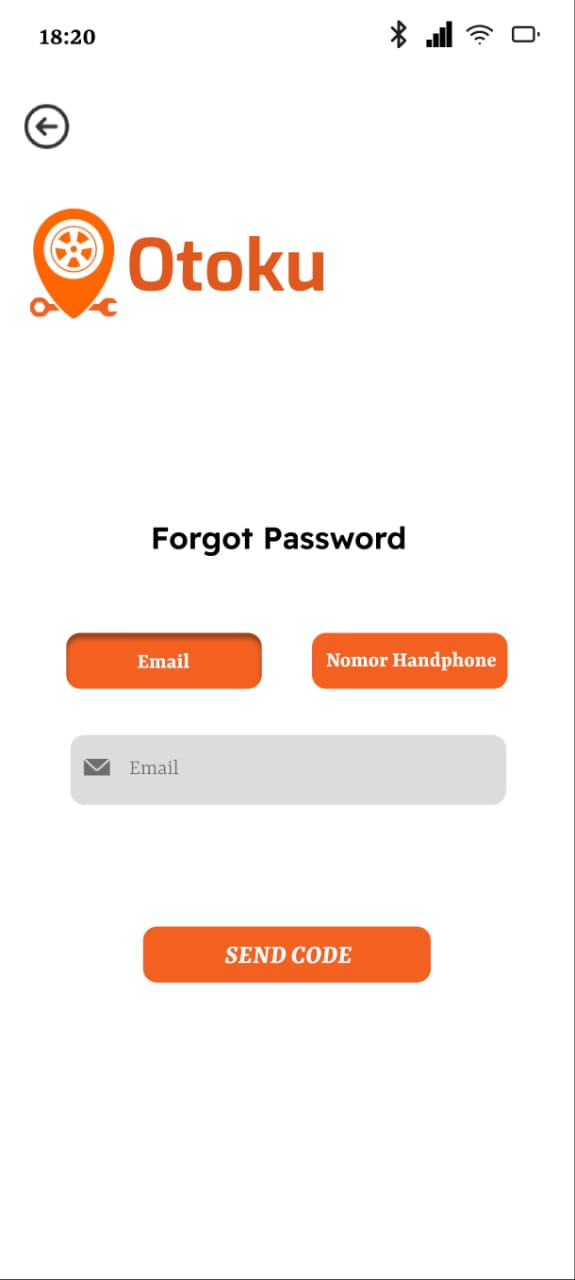 18:20
Otoku
Forgot Password
Email
Nomor Handphone
Email
SEND CODE